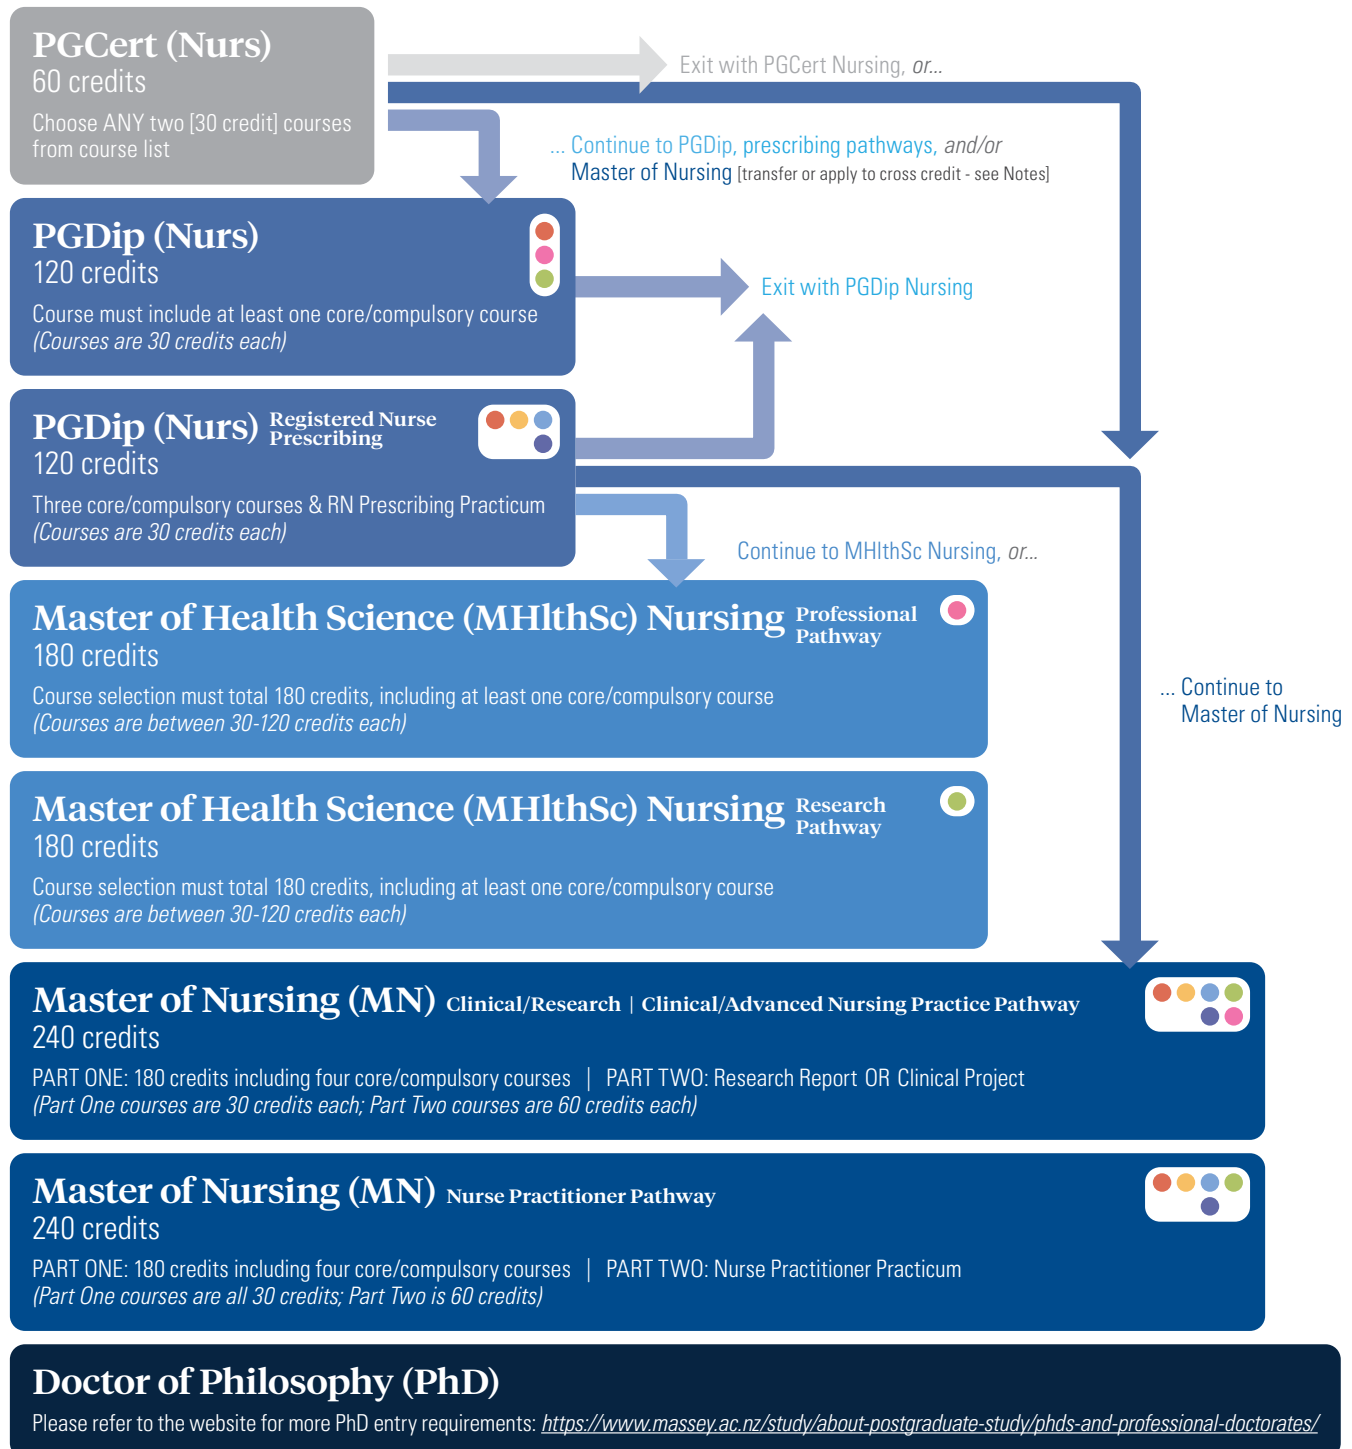 PGCert (Nurs)
60 credits
Choose ANY two [30 credit] courses
from course list
Exit with PGCert Nursing, or...
... Continue to PGDip, prescribing pathways, and/or
Master of Nursing [transfer or apply to cross credit - see Notes]
PGDip (Nurs)
120 credits
Course must include at least one core/compulsory course
(Courses are 30 credits each)
Exit with PGDip Nursing
PGDip (Nurs) Registered Nurse
Prescribing
120 credits
Three core/compulsory courses & RN Prescribing Practicum
(Courses are 30 credits each)
Continue to MHlthSc Nursing, or...
Master of Health Science (MHlthSc) Nursing Professional
Pathway
180 credits
Course selection must total 180 credits, including at least one core/compulsory course
(Courses are between 30-120 credits each)
... Continue to
Master of Nursing
Master of Health Science (MHlthSc) Nursing Research
Pathway
180 credits
Course selection must total 180 credits, including at least one core/compulsory course
(Courses are between 30-120 credits each)
Master of Nursing (MN) Clinical/Research | Clinical/Advanced Nursing Practice Pathway
240 credits
PART ONE: 180 credits including four core/compulsory courses | PART TWO: Research Report OR Clinical Project
(Part One courses are 30 credits each; Part Two courses are 60 credits each)
Master of Nursing (MN) Nurse Practitioner Pathway
240 credits
PART ONE: 180 credits including four core/compulsory courses | PART TWO: Nurse Practitioner Practicum
(Part One courses are all 30 credits; Part Two is 60 credits)
Doctor of Philosophy (PhD)
Please refer to the website for more PhD entry requirements: https://www.massey.ac.nz/study/about-postgraduate-study/phds-and-professional-doctorates/